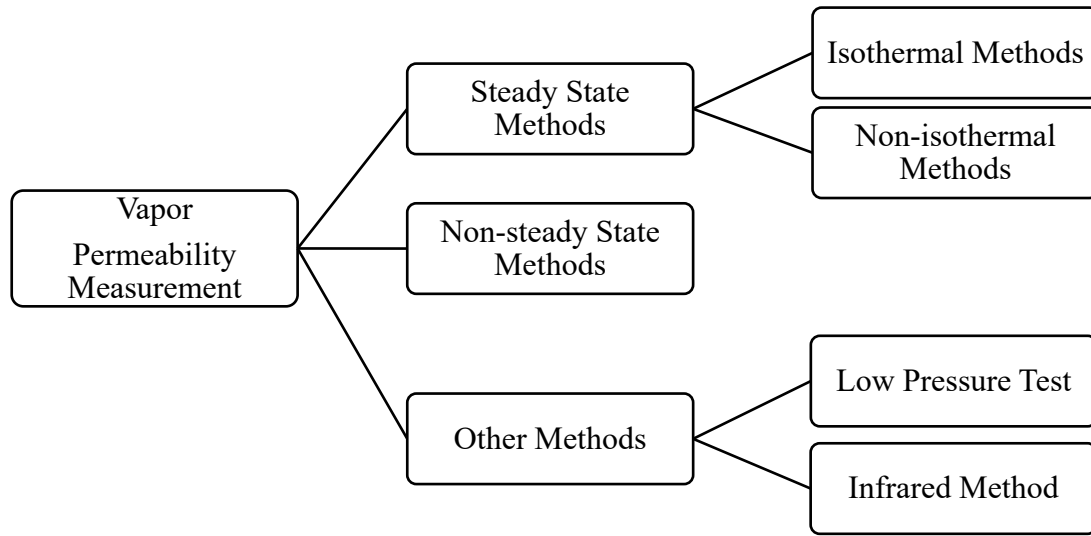 Vapor
Permeability
Measurement
Steady State
Methods
Isothermal Methods
Non-isothermal
Methods
Non-steady State
Methods
Other Methods
Low Pressure Test
Infrared Method